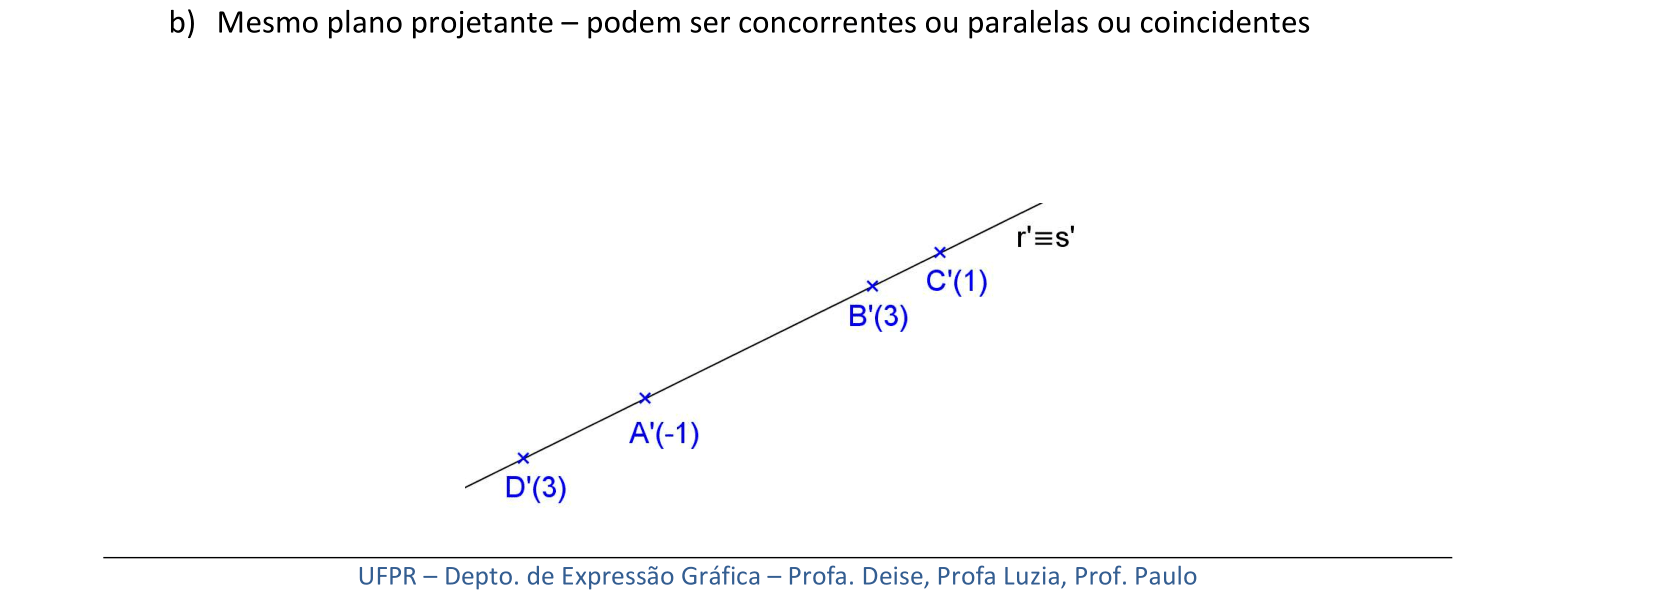 b) Mesmo plano projetante – podem ser concorrentes ou paralelas ou coincidentes
r'≡s'
C'(1)
B'(3)
A'(-1)
D'(3)
UFPR – Depto. de Expressão Gráfica – Profa. Deise, Profa Luzia, Prof. Paulo